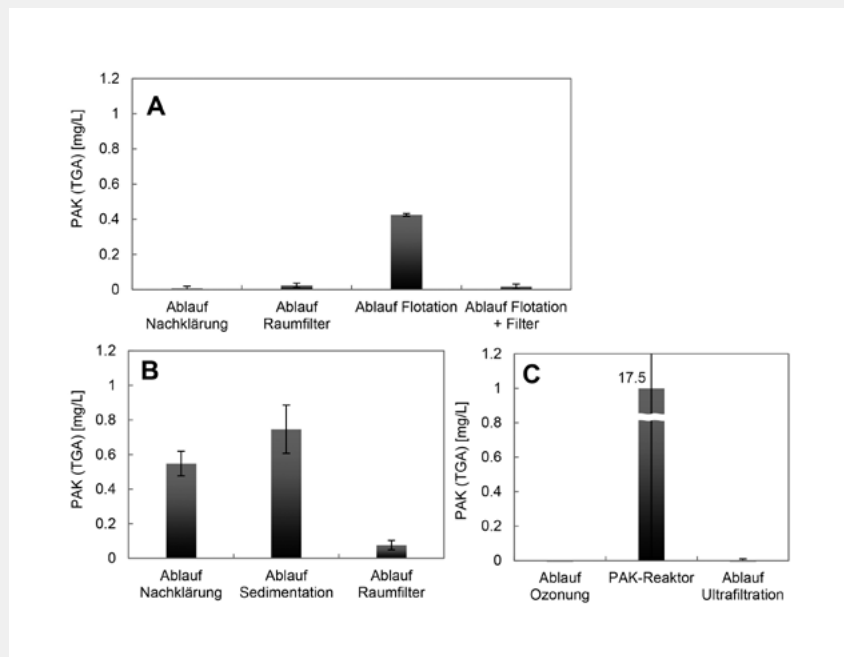 A
PAK (TGA) [mg/L]
1.2
1
0.8
0.6
0.4
0.2
0
Ablauf
Nachklärung
Ablauf
Raumfilter
Ablauf Flotation
Ablauf Flotation
+ Filter
B
PAK (TGA) [mg/L]
1.2
1
0.8
0.6
0.4
0.2
0
Ablauf
Nachklärung
Ablauf
Sedimentation
Ablauf
Raumfilter
C
PAK (TGA) [mg/L]
1.2
1
0.8
0.6
0.4
0.2
0
17.5
Ablauf
Ozonung
PAK-Reaktor
Ablauf
Ultrafiltration